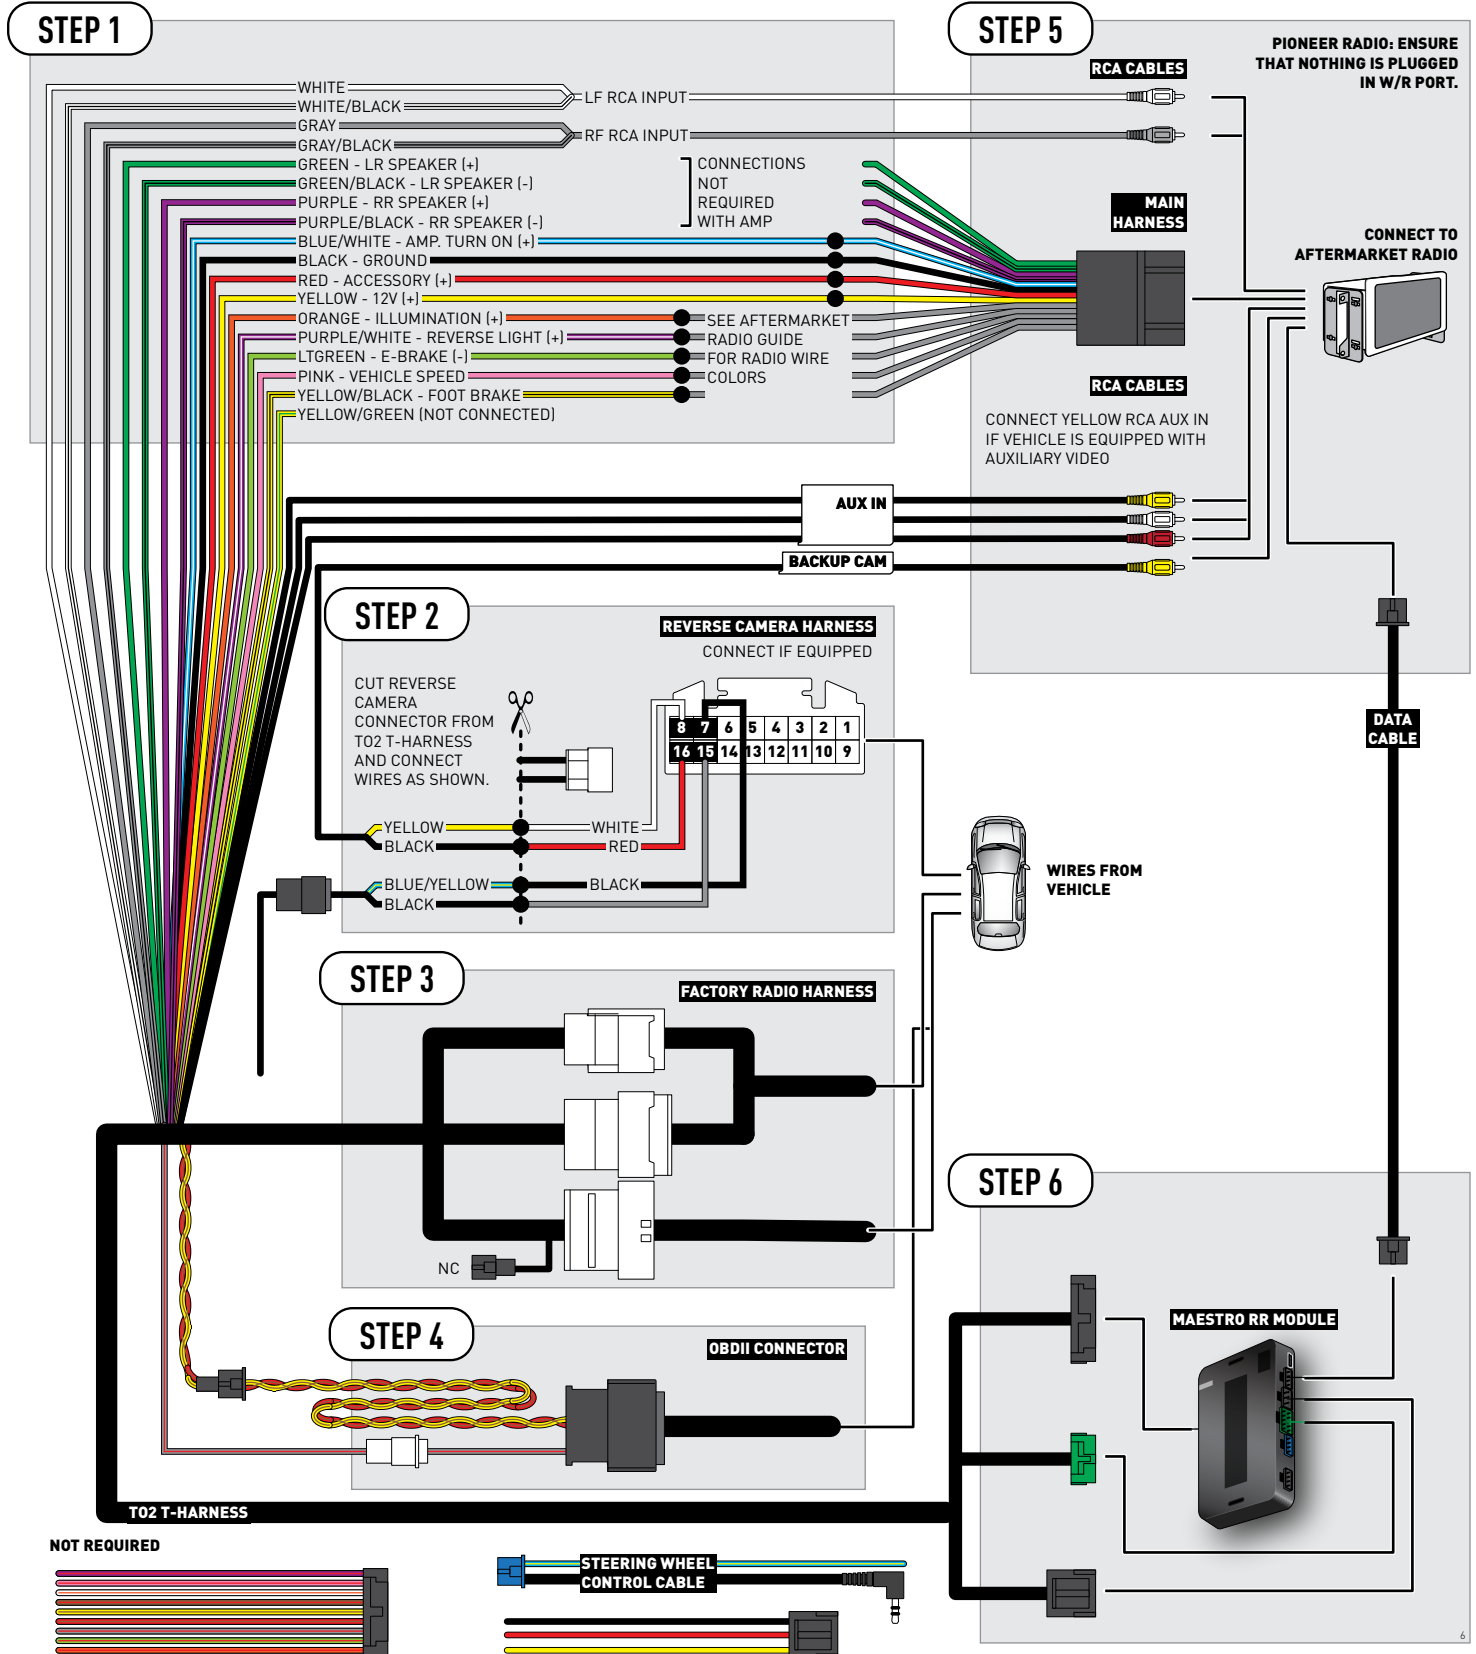 STEP 1
WHITE
WHITE/BLACK
LF RCA INPUT
GRAY
GRAY/BLACK
RF RCA INPUT
GREEN - LR SPEAKER (+)
GREEN/BLACK - LR SPEAKER (-)
PURPLE - RR SPEAKER (+)
PURPLE/BLACK - RR SPEAKER (-)
CONNECTIONS
NOT
REQUIRED
WITH AMP
BLUE/WHITE - AMP. TURN ON (+)
BLACK - GROUND
RED - ACCESSORY (+)
YELLOW - 12V (+)
ORANGE - ILLUMINATION (+)
PURPLE/WHITE - REVERSE LIGHT (+)
LTGREEN - E-BRAKE (-)
PINK - VEHICLE SPEED
YELLOW/BLACK - FOOT BRAKE
YELLOW/GREEN (NOT CONNECTED)
SEE AFTERMARKET
RADIO GUIDE
FOR RADIO WIRE
COLORS
STEP 5
PIONEER RADIO: ENSURE
THAT NOTHING IS PLUGGED
IN W/R PORT.
RCA CABLES
MAIN
HARNESS
CONNECT TO
AFTERMARKET RADIO
RCA CABLES
CONNECT YELLOW RCA AUX IN
IF VEHICLE IS EQUIPPED WITH
AUXILIARY VIDEO
AUX IN
BACKUP CAM
STEP 2
REVERSE CAMERA HARNESS
CONNECT IF EQUIPPED
CUT REVERSE
CAMERA
CONNECTOR FROM
TO2 T-HARNESS
AND CONNECT
WIRES AS SHOWN.
8 7 6 5 4 3 2 1
16 15 14 13 12 11 10 9
YELLOW
WHITE
BLACK
RED
BLUE/YELLOW
BLACK
BLACK
DATA
CABLE
WIRES FROM
VEHICLE
STEP 3
FACTORY RADIO HARNESS
NC
STEP 4
OBDII CONNECTOR
STEP 6
MAESTRO RR MODULE
TO2 T-HARNESS
NOT REQUIRED
STEERING WHEEL
CONTROL CABLE
6